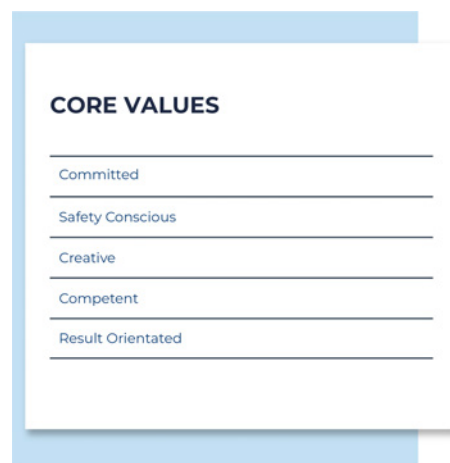 CORE VALUES
Committed
Safety Conscious
Creative
Competent
Result Orientated